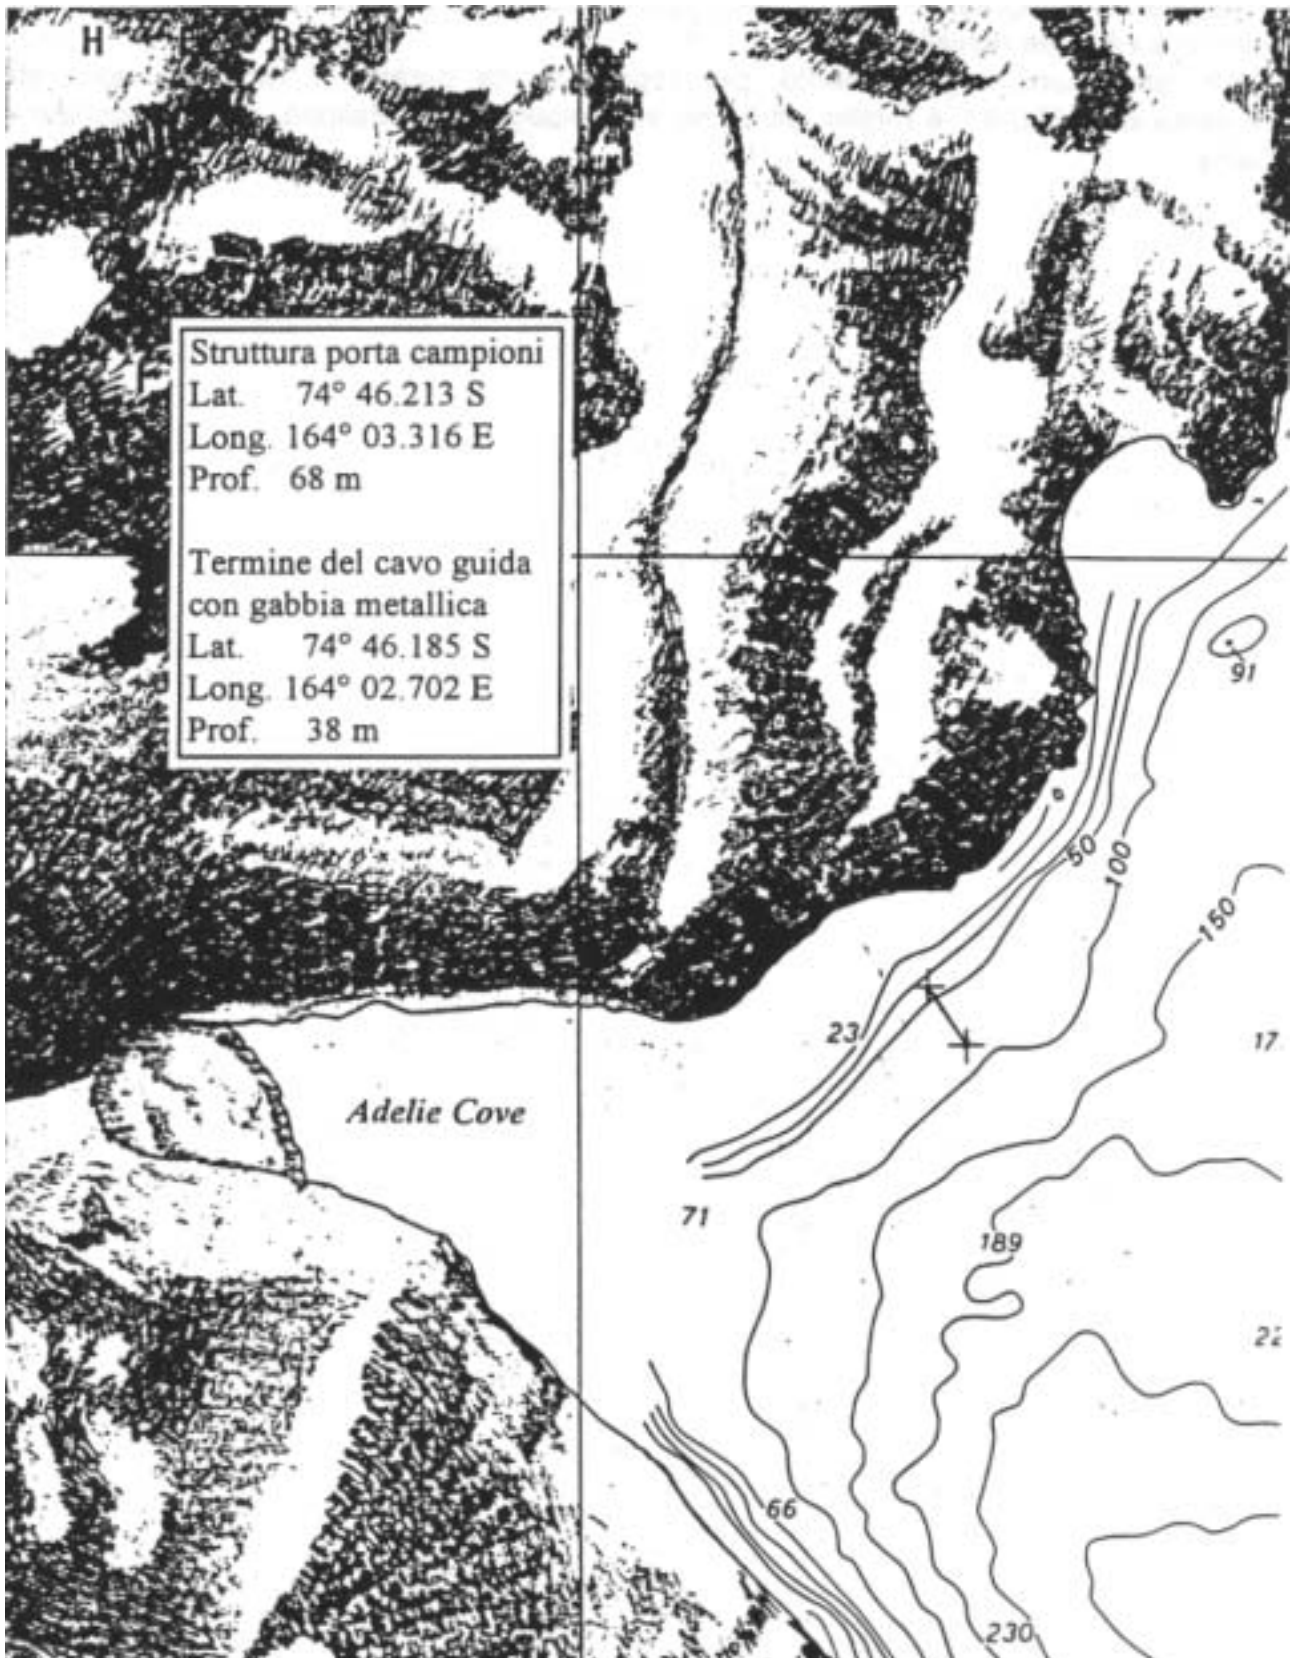 Struttura porta campioni
Lat. 74° 46.213 S
Long. 164° 03.316 E
Prof. 68 m
Termine del cavo guida
con gabbia metallica
Lat. 74° 46.185 S
Long. 164° 02.702 E
Prof. 38 m
91
50
100
150
23
17
Adelie Cove
71
189
22
66
230